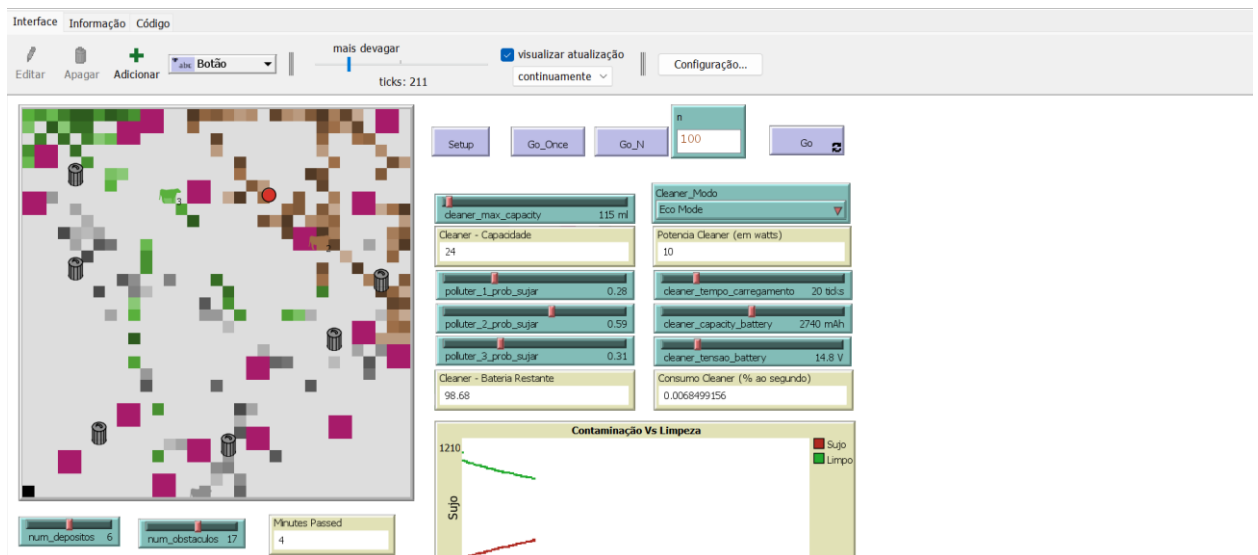 Interface Informação Código
Editar Apagar Adicionar abc Botão
mais devagar
ticks: 211
visualizar atualização
continuamente
Configuração...
Setup Go_Once Go_N
n
100
Go
cleaner_max_capacity 115 ml
Cleaner_Modo
Eco Mode
Cleaner - Capacidade
24
Potencia Cleaner (em watts)
10
polluter_1_prob_sujar 0.28
cleaner_tempo_carregamento 20 ticks
polluter_2_prob_sujar 0.59
cleaner_capacity_battery 2740 mAh
polluter_3_prob_sujar 0.31
cleaner_tensao_battery 14.8 V
Cleaner - Bateria Restante
98.68
Consumo Cleaner (% ao segundo)
0.0068499156
Contaminação Vs Limpeza
1210
Sujo
Sujo
Limpo
3
2
num_depositos 6
num_obstaculos 17
Minutes Passed
4